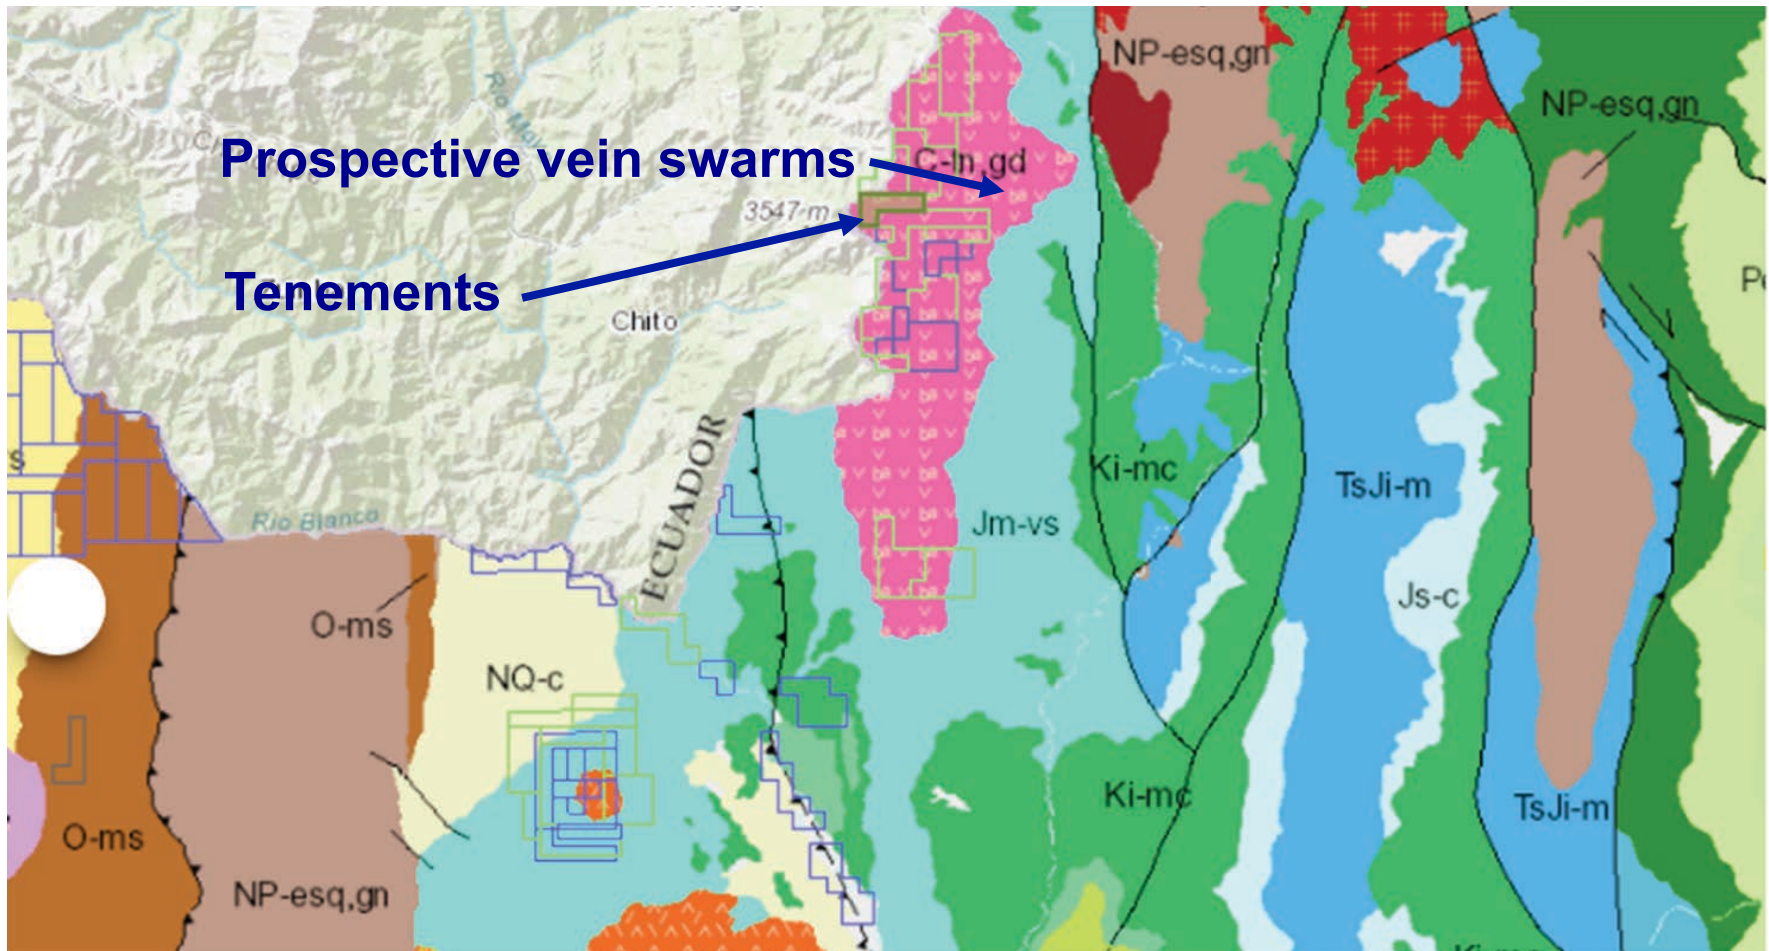 NP-esq,gn
NP-esq,gn
Prospective vein swarms
C-In,gd
3547 m
Tenements
Chito
ECUADOR
Ki-mc
TsJi-m
Rio Blanco
Jm-vs
Js-c
O-ms
NQ-c
Ki-mc
TsJi-m
O-ms
NP-esq,gn